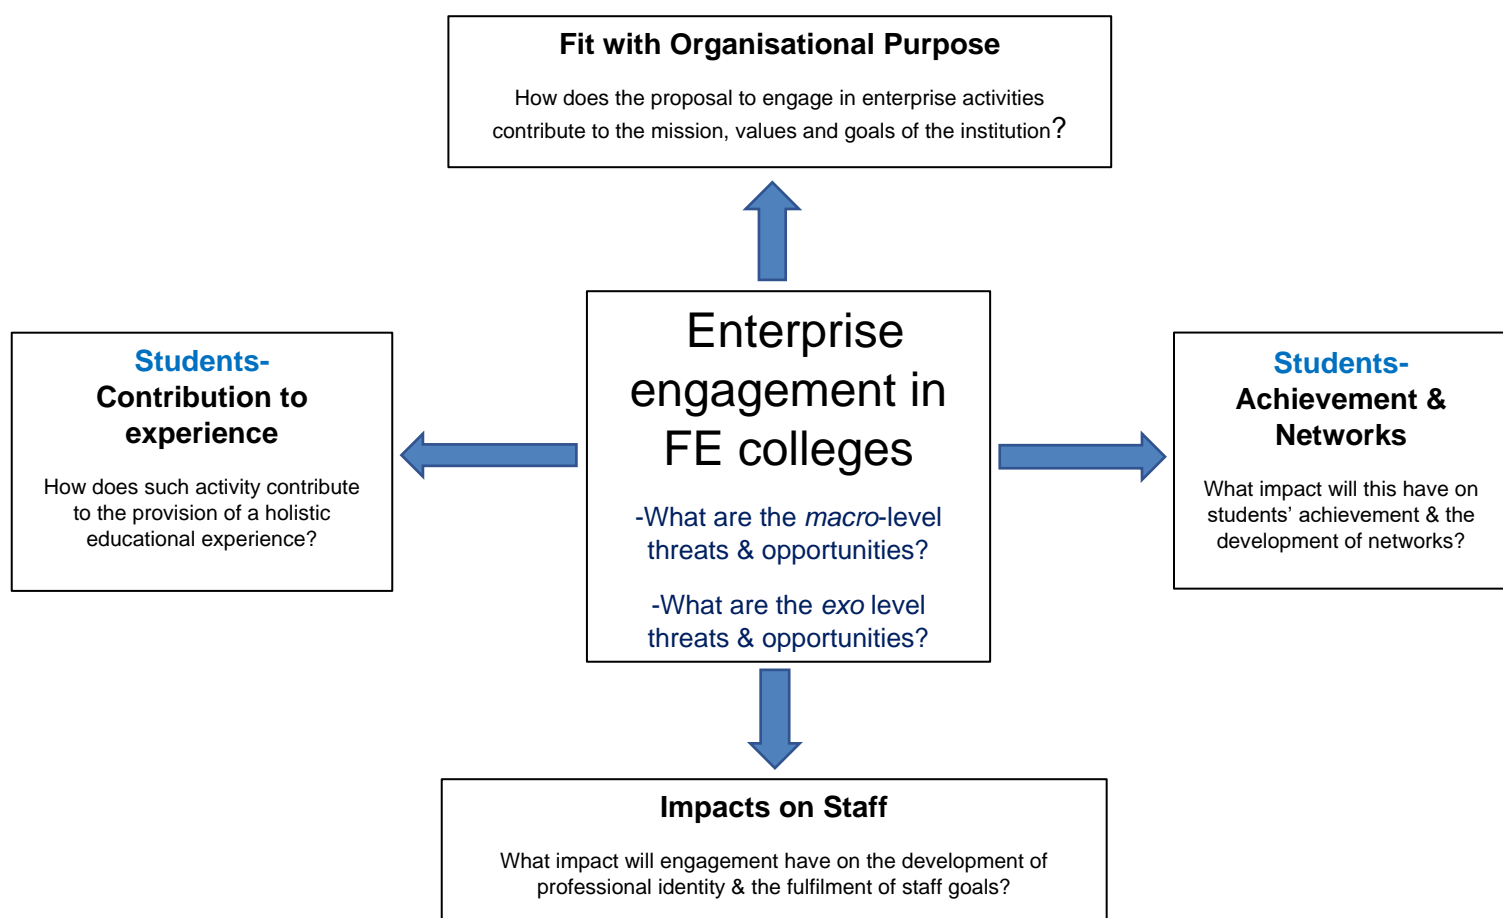 Fit with Organisational Purpose
How does the proposal to engage in enterprise activities
contribute to the mission, values and goals of the institution?
Students-
Contribution to
experience
How does such activity contribute
to the provision of a holistic
educational experience?
Enterprise
engagement in
FE colleges
-What are the macro-level
threats & opportunities?
-What are the exo level
threats & opportunities?
Students-
Achievement &
Networks
What impact will this have on
students’ achievement & the
development of networks?
Impacts on Staff
What impact will engagement have on the development of
professional identity & the fulfilment of staff goals?